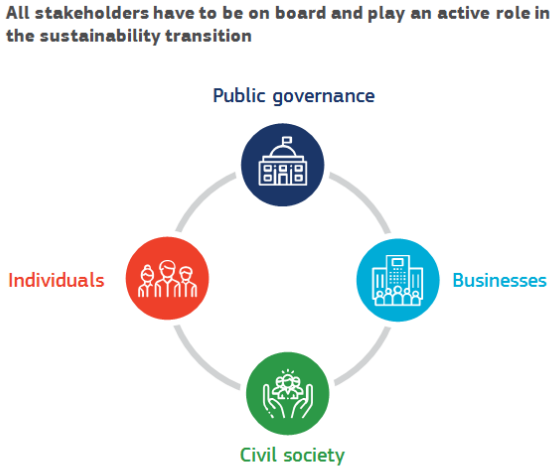 All stakeholders have to be on board and play an active role in
the sustainability transition
Public governance
Individuals
Businesses
Civil society